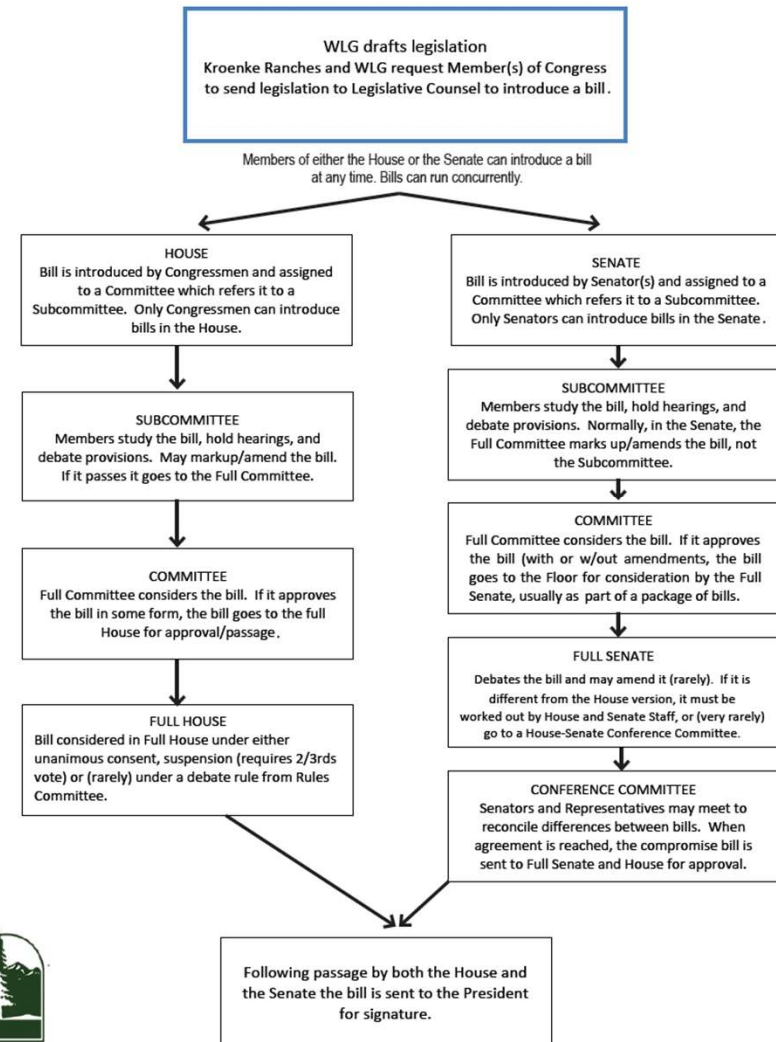 WLG drafts legislation
Kroenke Ranches and WLG request Member(s) of Congress
to send legislation to Legislative Counsel to introduce a bill.
Members of either the House or the Senate can introduce a bill
at any time. Bills can run concurrently.
HOUSE
Bill is introduced by Congressmen and assigned
to a Committee which refers it to a
Subcommittee. Only Congressmen can introduce
bills in the House.
SUBCOMMITTEE
Members study the bill, hold hearings, and
debate provisions. May markup/amend the bill.
If it passes it goes to the Full Committee.
COMMITTEE
Full Committee considers the bill. If it approves
the bill in some form, the bill goes to the full
House for approval/passage.
FULL HOUSE
Bill considered in Full House under either
unanimous consent, suspension (requires 2/3rds
vote) or (rarely) under a debate rule from Rules
Committee.
SENATE
Bill is introduced by Senator(s) and assigned to a
Committee which refers it to a Subcommittee.
Only Senators can introduce bills in the Senate.
SUBCOMMITTEE
Members study the bill, hold hearings, and
debate provisions. Normally, in the Senate, the
Full Committee marks up/amends the bill, not
the Subcommittee.
COMMITTEE
Full Committee considers the bill. If it approves
the bill (with or w/out amendments, the bill
goes to the Floor for consideration by the Full
Senate, usually as part of a package of bills.
FULL SENATE
Debates the bill and may amend it (rarely). If it is
different from the House version, it must be
worked out by House and Senate Staff, or (very rarely)
go to a House-Senate Conference Committee.
CONFERENCE COMMITTEE
Senators and Representatives may meet to
reconcile differences between bills. When
agreement is reached, the compromise bill is
sent to Full Senate and House for approval.
Following passage by both the House and
the Senate the bill is sent to the President
for signature.